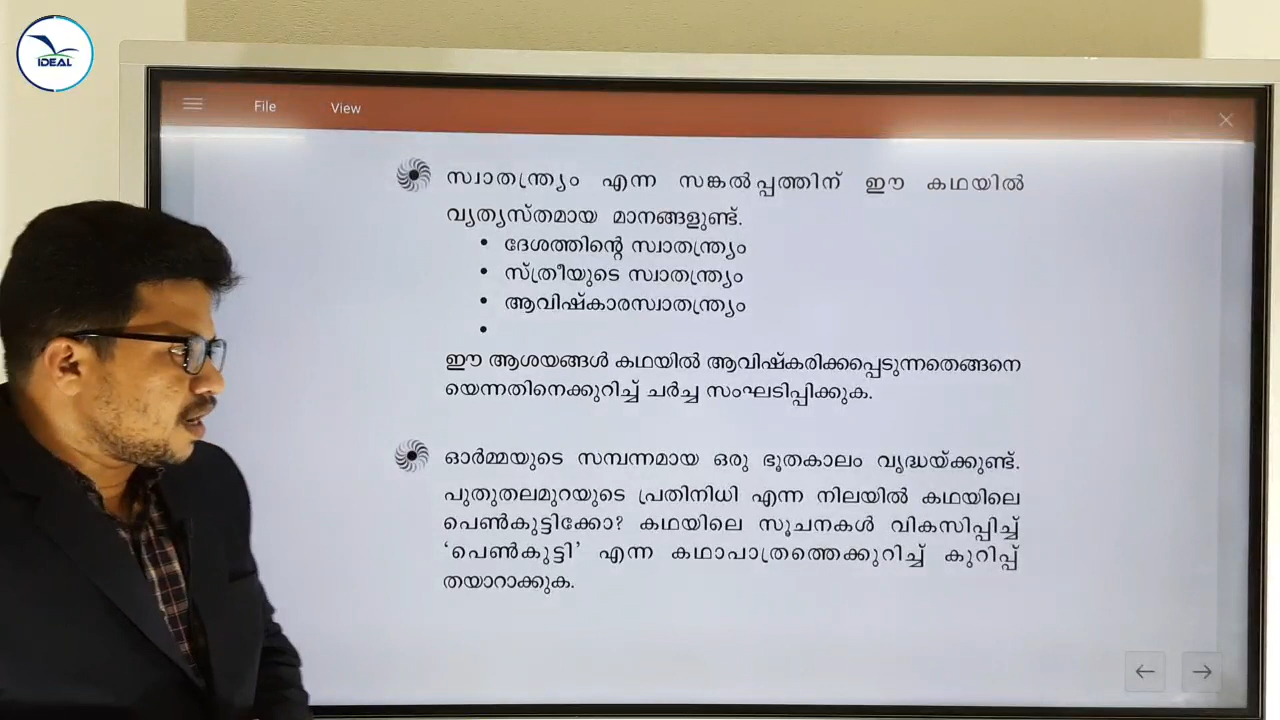 IDEAL
File View
സ്വാതന്ത്ര്യം എന്ന സങ്കൽപ്പത്തിന് ഈ കഥയിൽ
വ്യത്യസ്തമായ മാനങ്ങളുണ്ട്.
• ദേശത്തിന്റെ സ്വാതന്ത്ര്യം
• സ്ത്രീയുടെ സ്വാതന്ത്ര്യം
• ആവിഷ്കാരസ്വാതന്ത്ര്യം
•
ഈ ആശയങ്ങൾ കഥയിൽ ആവിഷ്കരിക്കപ്പെടുന്നതെങ്ങനെ
യെന്നതിനെക്കുറിച്ച് ചർച്ച സംഘടിപ്പിക്കുക.
ഓർമ്മയുടെ സമ്പന്നമായ ഒരു ഭൂതകാലം വൃദ്ധയ്ക്കുണ്ട്.
പുതുതലമുറയുടെ പ്രതിനിധി എന്ന നിലയിൽ കഥയിലെ
പെൺകുട്ടിക്കോ? കഥയിലെ സൂചനകൾ വികസിപ്പിച്ച്
‘പെൺകുട്ടി’ എന്ന കഥാപാത്രത്തെക്കുറിച്ച് കുറിപ്പ്
തയാറാക്കുക.